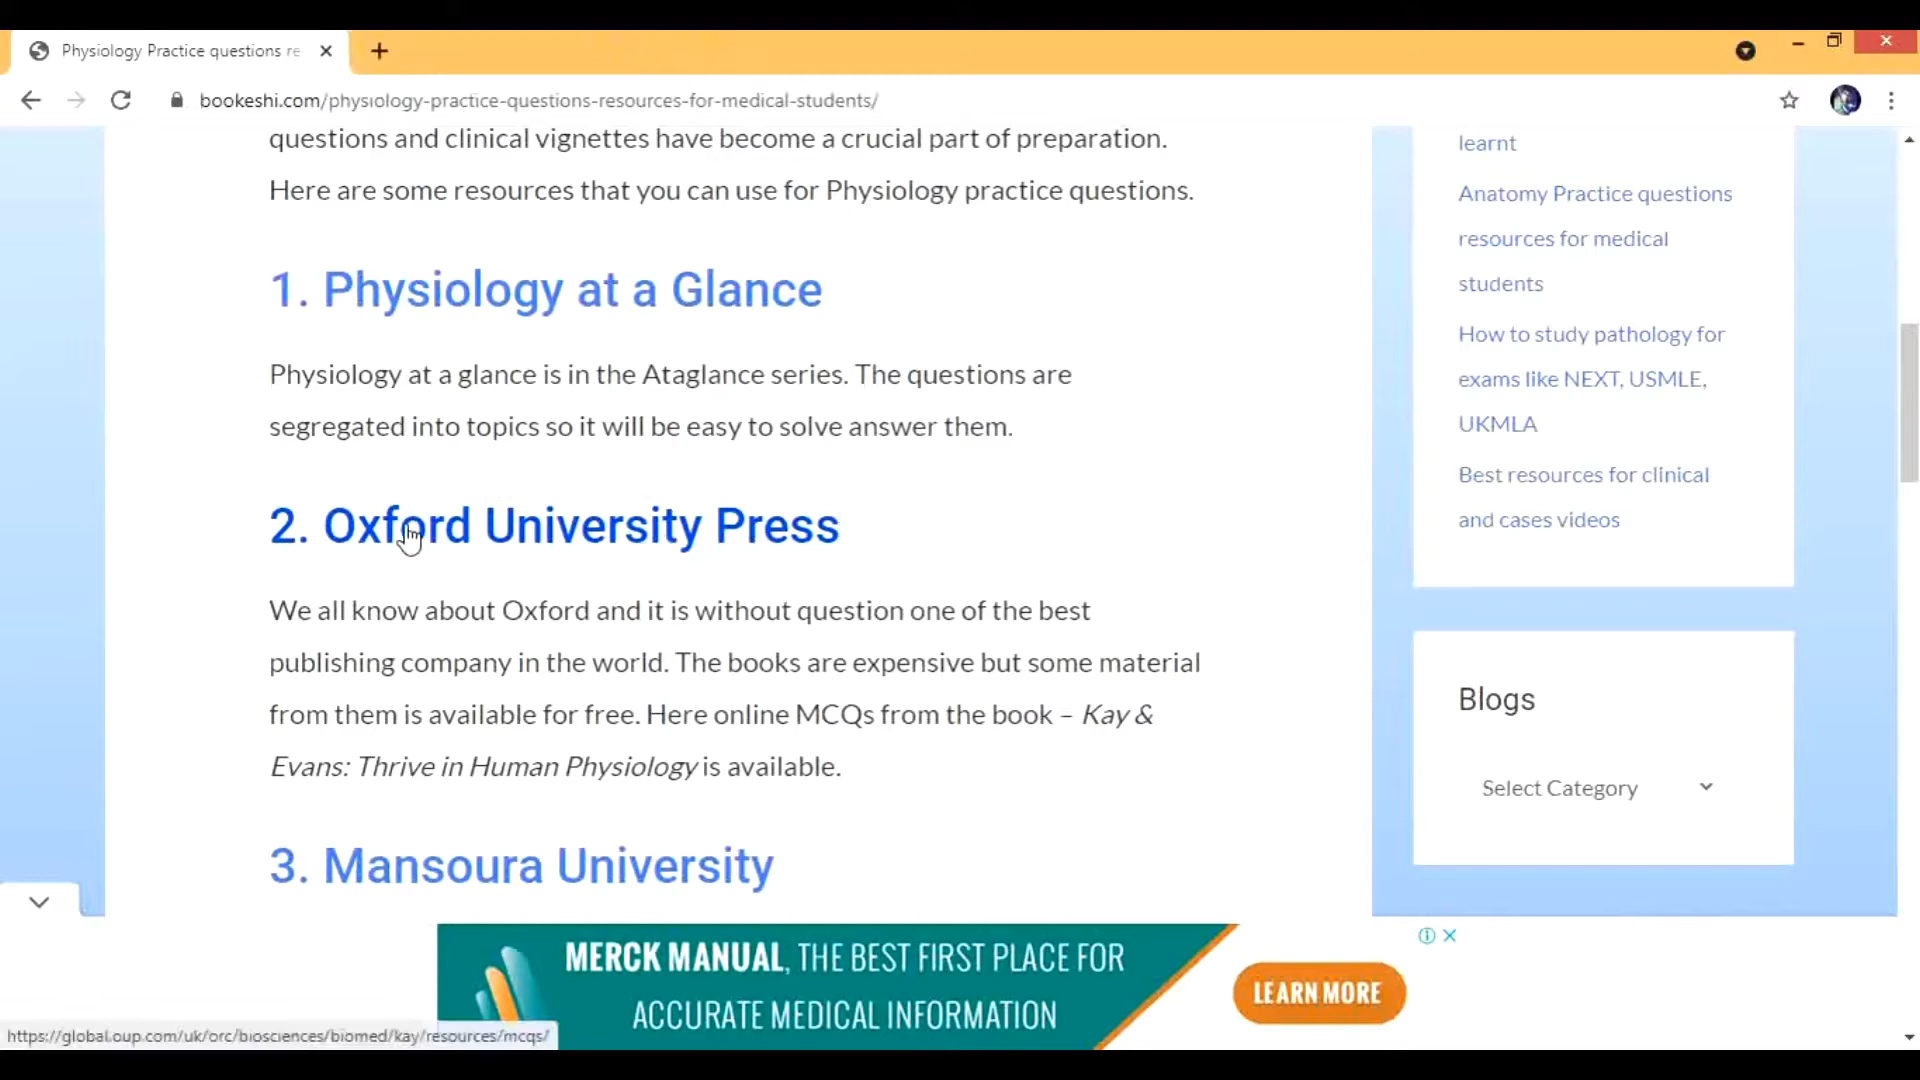 Physiology Practice questions re
bookeshi.com/physiology-practice-questions-resources-for-medical-students/
questions and clinical vignettes have become a crucial part of preparation.
Here are some resources that you can use for Physiology practice questions.
1. Physiology at a Glance
Physiology at a glance is in the Ataglance series. The questions are
segregated into topics so it will be easy to solve answer them.
2. Oxford University Press
We all know about Oxford and it is without question one of the best
publishing company in the world. The books are expensive but some material
from them is available for free. Here online MCQs from the book – Kay &
Evans: Thrive in Human Physiology is available.
3. Mansoura University
learnt
Anatomy Practice questions
resources for medical
students
How to study pathology for
exams like NEXT, USMLE,
UKMLA
Best resources for clinical
and cases videos
Blogs
Select Category
MERCK MANUAL, THE BEST FIRST PLACE FOR
ACCURATE MEDICAL INFORMATION
LEARN MORE
https://global.oup.com/uk/orc/biosciences/biomed/kay/resources/mcqs/